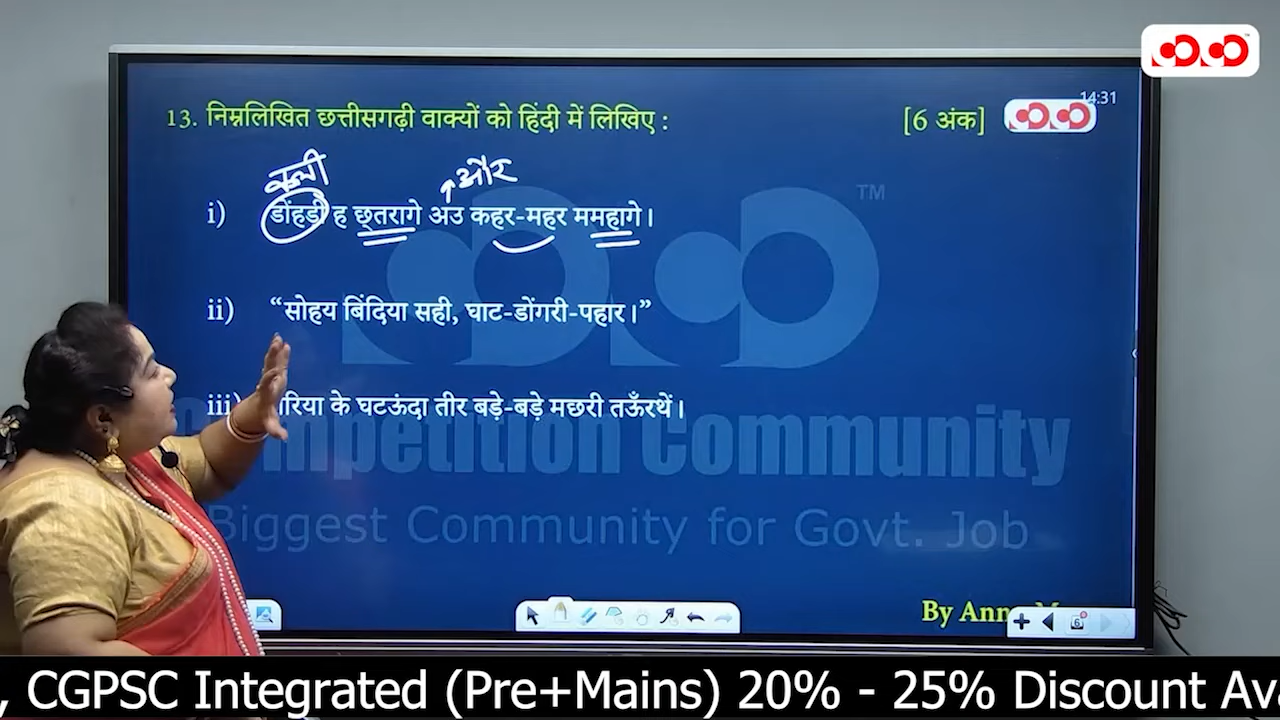 14:31
13. निम्नलिखित छत्तीसगढ़ी वाक्यों को हिंदी में लिखिए : [6 अंक]
कली और
i) डोंहडी ह छ्तरागे अउ कहर-महर ममहागे।
TM
ii) “सोहय बिंदिया सही, घाट-डोंगरी-पहार।”
iii) रिया के घटऊंदा तीर बड़े-बड़े मछरी तऊँरथें।
Competition Community
Biggest Community for Govt. Job
By
, CGPSC Integrated (Pre+Mains) 20% - 25% Discount Av